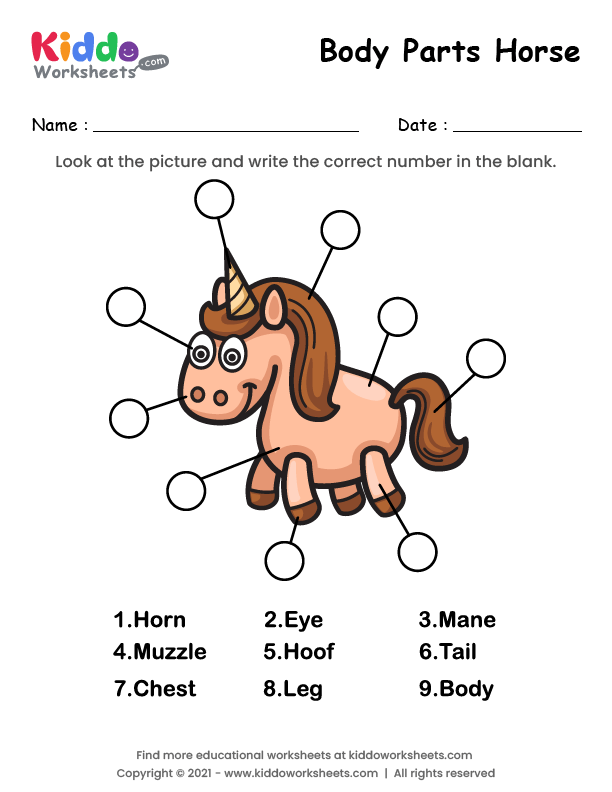 Kiddo
Worksheets.com
Body Parts Horse
Name : Date :
Look at the picture and write the correct number in the blank.
1.Horn 2.Eye 3.Mane
4.Muzzle 5.Hoof 6.Tail
7.Chest 8.Leg 9.Body
Find more educational worksheets at kiddoworksheets.com
Copyright © 2021 - www.kiddoworksheets.com | All rights reserved